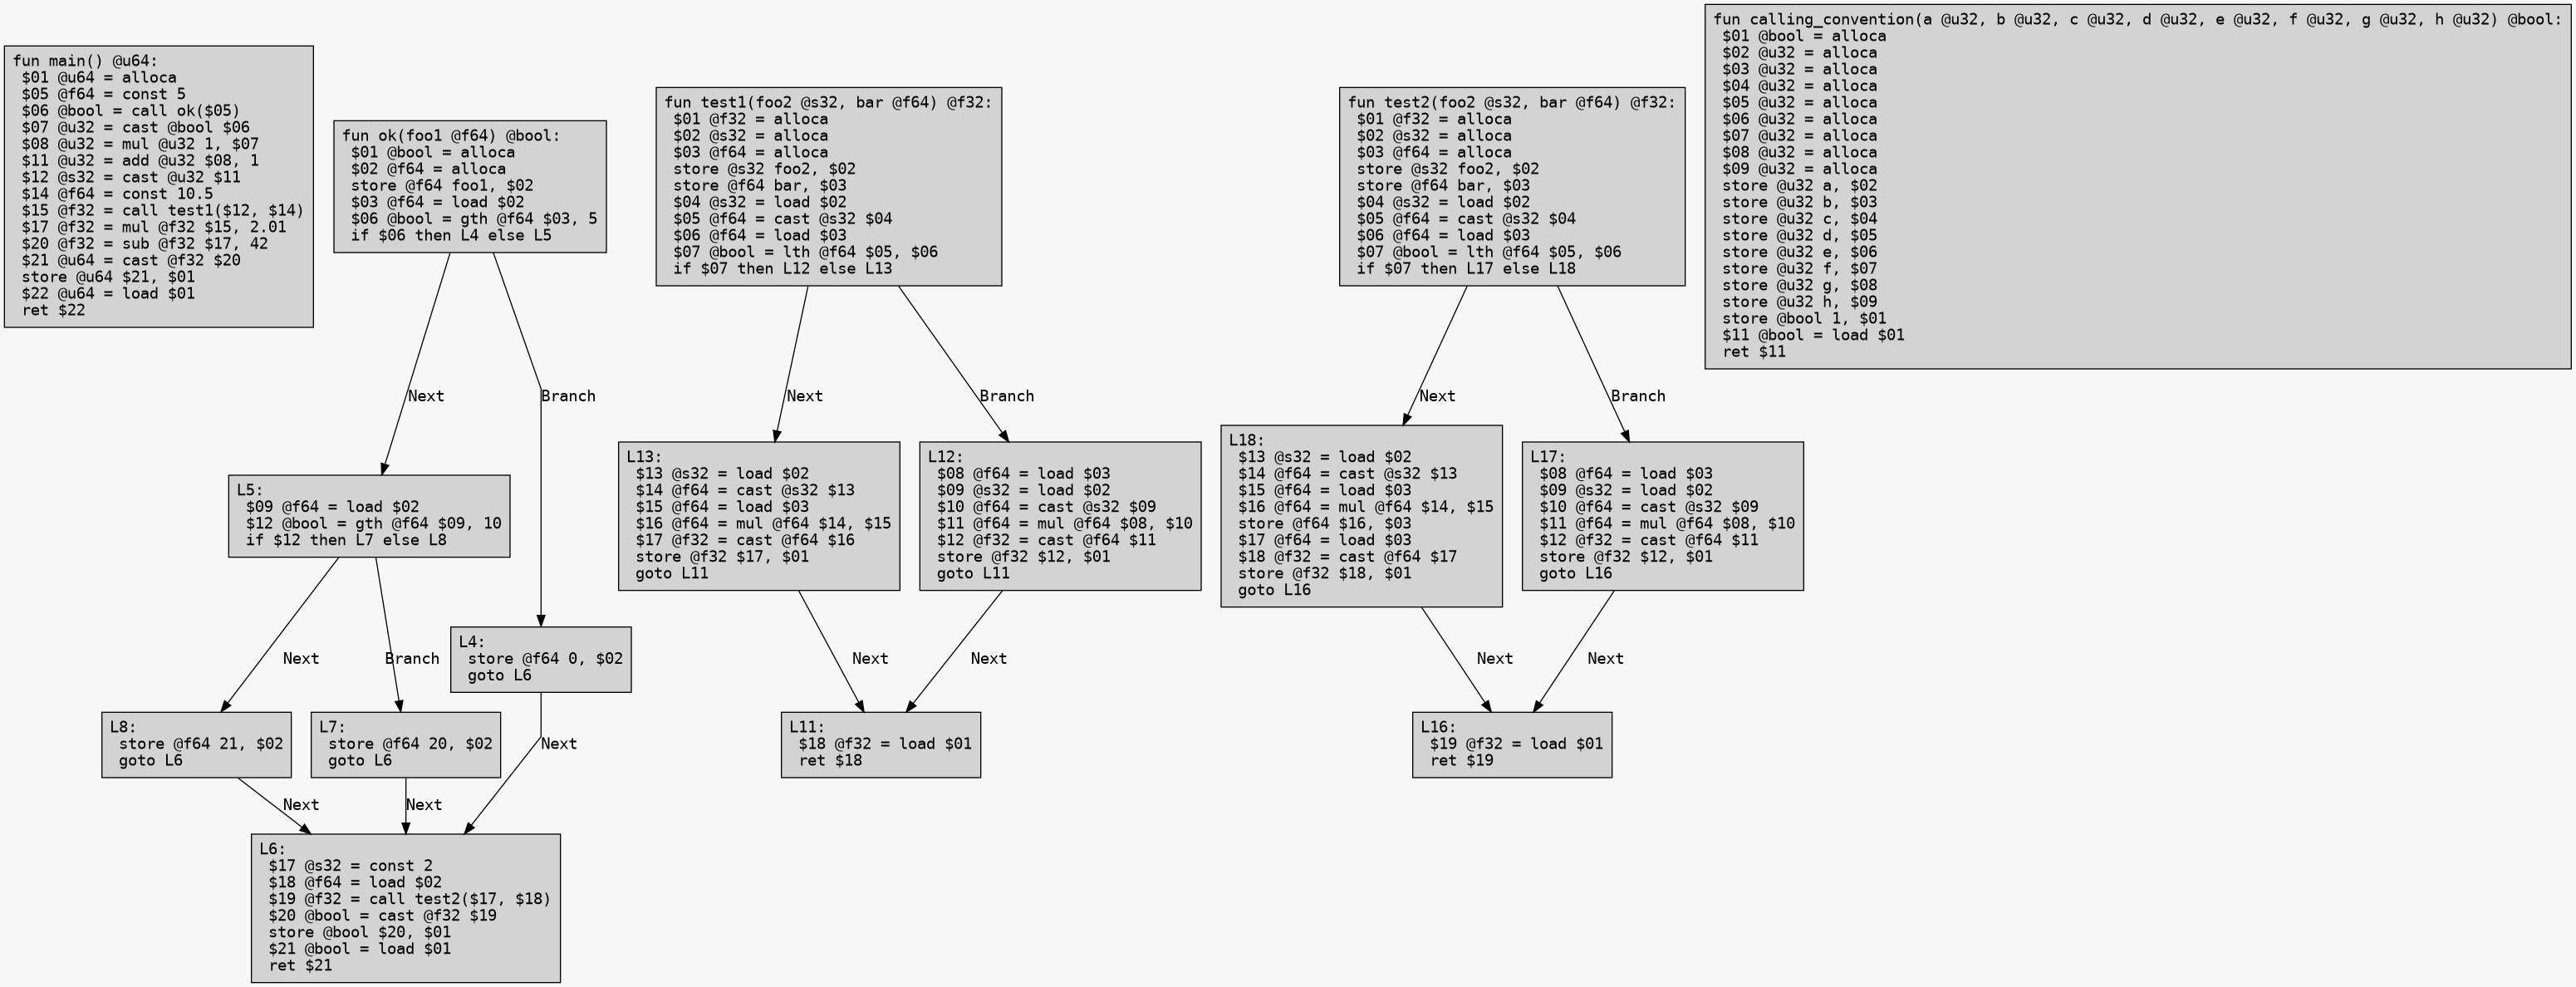 fun main() @u64:
$01 @u64 = alloca
$05 @f64 = const 5
$06 @bool = call ok($05)
$07 @u32 = cast @bool $06
$08 @u32 = mul @u32 1, $07
$11 @u32 = add @u32 $08, 1
$12 @s32 = cast @u32 $11
$14 @f64 = const 10.5
$15 @f32 = call test1($12, $14)
$17 @f32 = mul @f32 $15, 2.01
$20 @f32 = sub @f32 $17, 42
$21 @u64 = cast @f32 $20
store @u64 $21, $01
$22 @u64 = load $01
ret $22
fun ok(foo1 @f64) @bool:
$01 @bool = alloca
$02 @f64 = alloca
store @f64 foo1, $02
$03 @f64 = load $02
$06 @bool = gth @f64 $03, 5
if $06 then L4 else L5
Next
Branch
L5:
$09 @f64 = load $02
$12 @bool = gth @f64 $09, 10
if $12 then L7 else L8
Next
Branch
L4:
store @f64 0, $02
goto L6
L8:
store @f64 21, $02
goto L6
L7:
store @f64 20, $02
goto L6
Next
Next
Next
L6:
$17 @s32 = const 2
$18 @f64 = load $02
$19 @f32 = call test2($17, $18)
$20 @bool = cast @f32 $19
store @bool $20, $01
$21 @bool = load $01
ret $21
fun test1(foo2 @s32, bar @f64) @f32:
$01 @f32 = alloca
$02 @s32 = alloca
$03 @f64 = alloca
store @s32 foo2, $02
store @f64 bar, $03
$04 @s32 = load $02
$05 @f64 = cast @s32 $04
$06 @f64 = load $03
$07 @bool = lth @f64 $05, $06
if $07 then L12 else L13
Next
Branch
L13:
$13 @s32 = load $02
$14 @f64 = cast @s32 $13
$15 @f64 = load $03
$16 @f64 = mul @f64 $14, $15
$17 @f32 = cast @f64 $16
store @f32 $17, $01
goto L11
L12:
$08 @f64 = load $03
$09 @s32 = load $02
$10 @f64 = cast @s32 $09
$11 @f64 = mul @f64 $08, $10
$12 @f32 = cast @f64 $11
store @f32 $12, $01
goto L11
Next
Next
L11:
$18 @f32 = load $01
ret $18
fun test2(foo2 @s32, bar @f64) @f32:
$01 @f32 = alloca
$02 @s32 = alloca
$03 @f64 = alloca
store @s32 foo2, $02
store @f64 bar, $03
$04 @s32 = load $02
$05 @f64 = cast @s32 $04
$06 @f64 = load $03
$07 @bool = lth @f64 $05, $06
if $07 then L17 else L18
Next
Branch
L18:
$13 @s32 = load $02
$14 @f64 = cast @s32 $13
$15 @f64 = load $03
$16 @f64 = mul @f64 $14, $15
store @f64 $16, $03
$17 @f64 = load $03
$18 @f32 = cast @f64 $17
store @f32 $18, $01
goto L16
L17:
$08 @f64 = load $03
$09 @s32 = load $02
$10 @f64 = cast @s32 $09
$11 @f64 = mul @f64 $08, $10
$12 @f32 = cast @f64 $11
store @f32 $12, $01
goto L16
Next
Next
L16:
$19 @f32 = load $01
ret $19
fun calling_convention(a @u32, b @u32, c @u32, d @u32, e @u32, f @u32, g @u32, h @u32) @bool:
$01 @bool = alloca
$02 @u32 = alloca
$03 @u32 = alloca
$04 @u32 = alloca
$05 @u32 = alloca
$06 @u32 = alloca
$07 @u32 = alloca
$08 @u32 = alloca
$09 @u32 = alloca
store @u32 a, $02
store @u32 b, $03
store @u32 c, $04
store @u32 d, $05
store @u32 e, $06
store @u32 f, $07
store @u32 g, $08
store @u32 h, $09
store @bool 1, $01
$11 @bool = load $01
ret $11